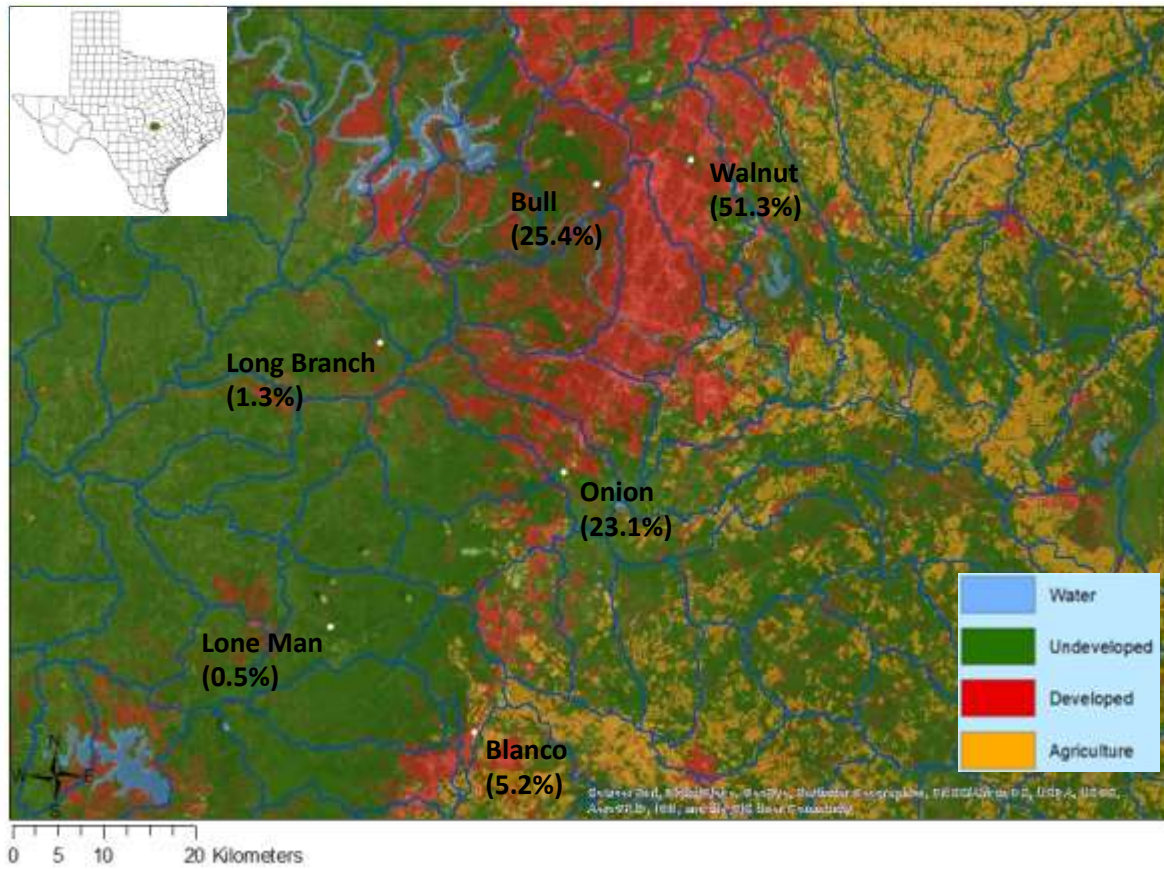 Walnut
(51.3%)
Bull
(25.4%)
Long Branch
(1.3%)
Onion
(23.1%)
Lone Man
(0.5%)
Blanco
(5.2%)
Water
Undeveloped
Developed
Agriculture
N
W E
S
0 5 10 20 Kilometers